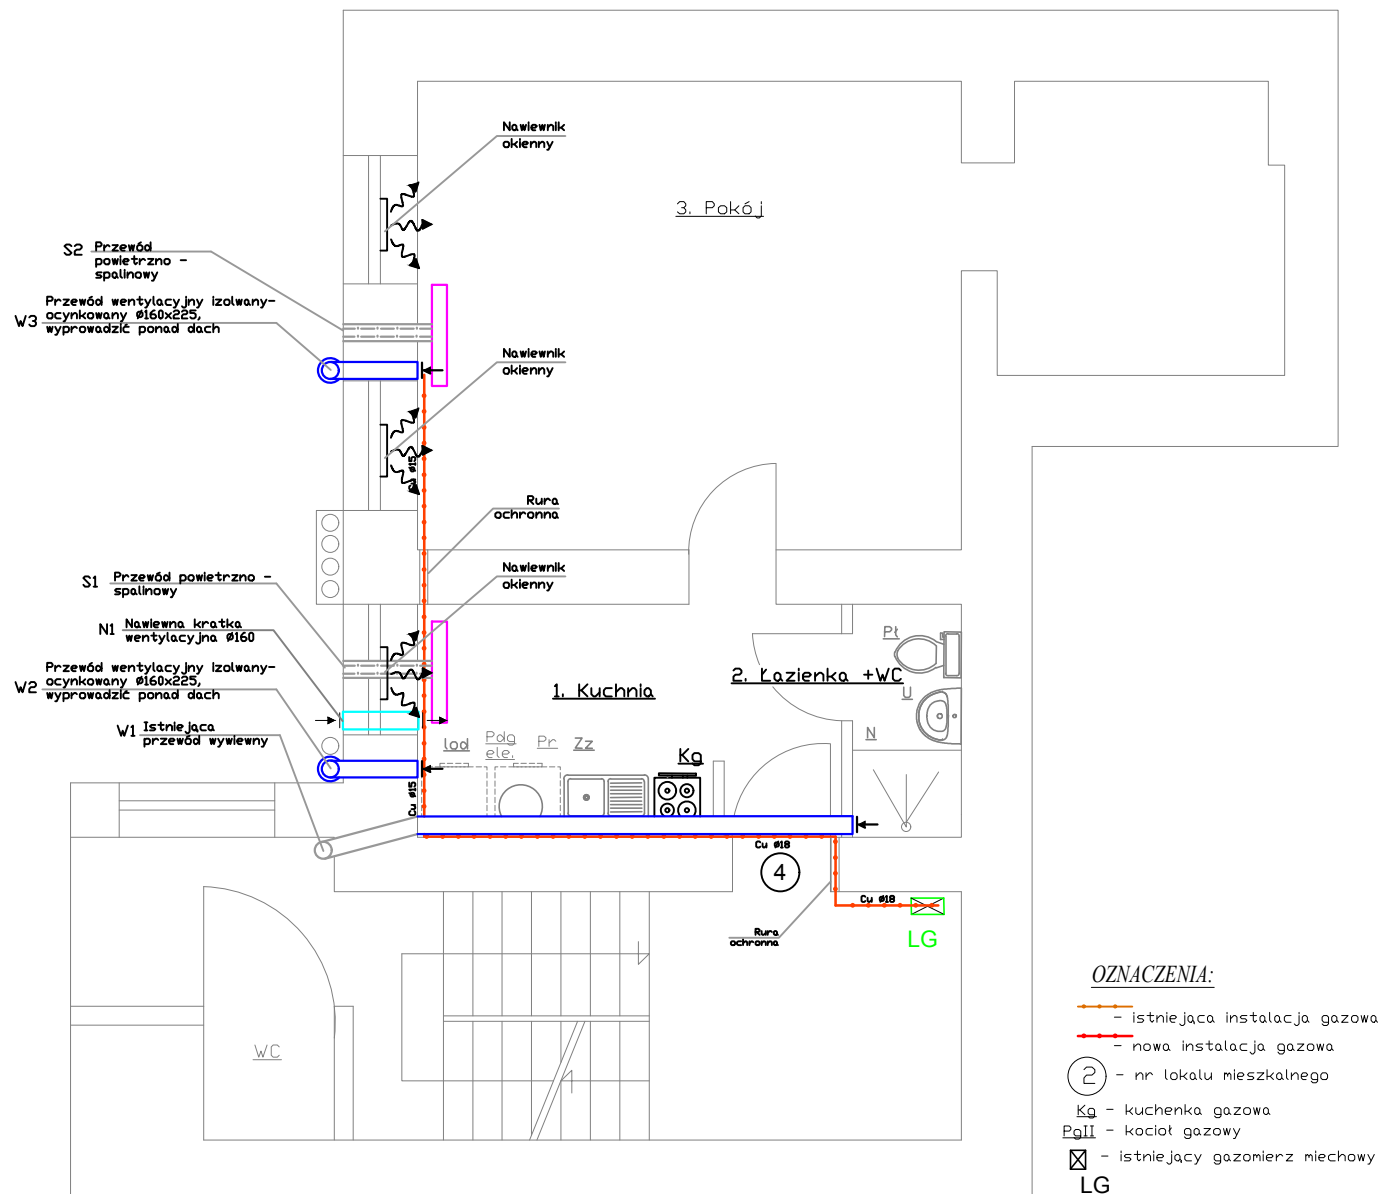 Nawiewnik
okienny
3. Pokój
S2 Przewód
powietrzno -
spalinowy
Przewód wentylacyjny izolwany-
W3 ocynkowany Ø160x225,
wyprowadzić ponad dach
Nawiewnik
okienny
Cu Ø15
Rura
ochronna
Nawiewnik
okienny
S1 Przewód powietrzno -
spalinowy
N1 Nawiewna kratka
wentylacyjna Ø160
Przewód wentylacyjny izolwany-
W2 ocynkowany Ø160x225,
wyprowadzić ponad dach
W1 Istniejąca
przewód wywiewny
1. Kuchnia
2. Łazienka +WC
Pł
U
N
lod
Pdg
ele.
Pr
Zz
Kg
Cu Ø15
Cu Ø18
4
Cu Ø18
Rura
ochronna
LG
WC
OZNACZENIA:
- istniejąca instalacja gazowa
- nowa instalacja gazowa
2 - nr lokalu mieszkalnego
Kg - kuchenka gazowa
PgII - kocioł gazowy
- istniejący gazomierz miechowy
LG